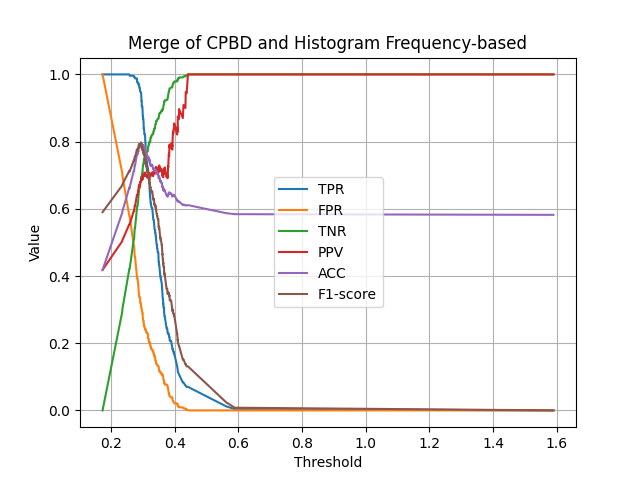 Merge of CPBD and Histogram Frequency-based
Value
1.0
0.8
0.6
0.4
0.2
0.0
TPR
FPR
TNR
PPV
ACC
F1-score
0.2 0.4 0.6 0.8 1.0 1.2 1.4 1.6
Threshold